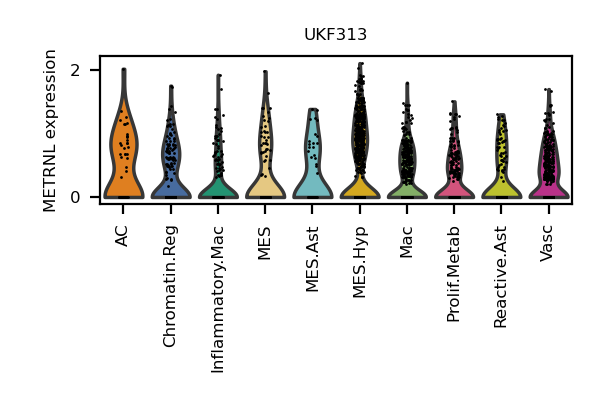 UKF313
METRNL expression
2
0
AC
Chromatin.Reg
Inflammatory.Mac
MES
MES.Ast
MES.Hyp
Mac
Prolif.Metab
Reactive.Ast
Vasc